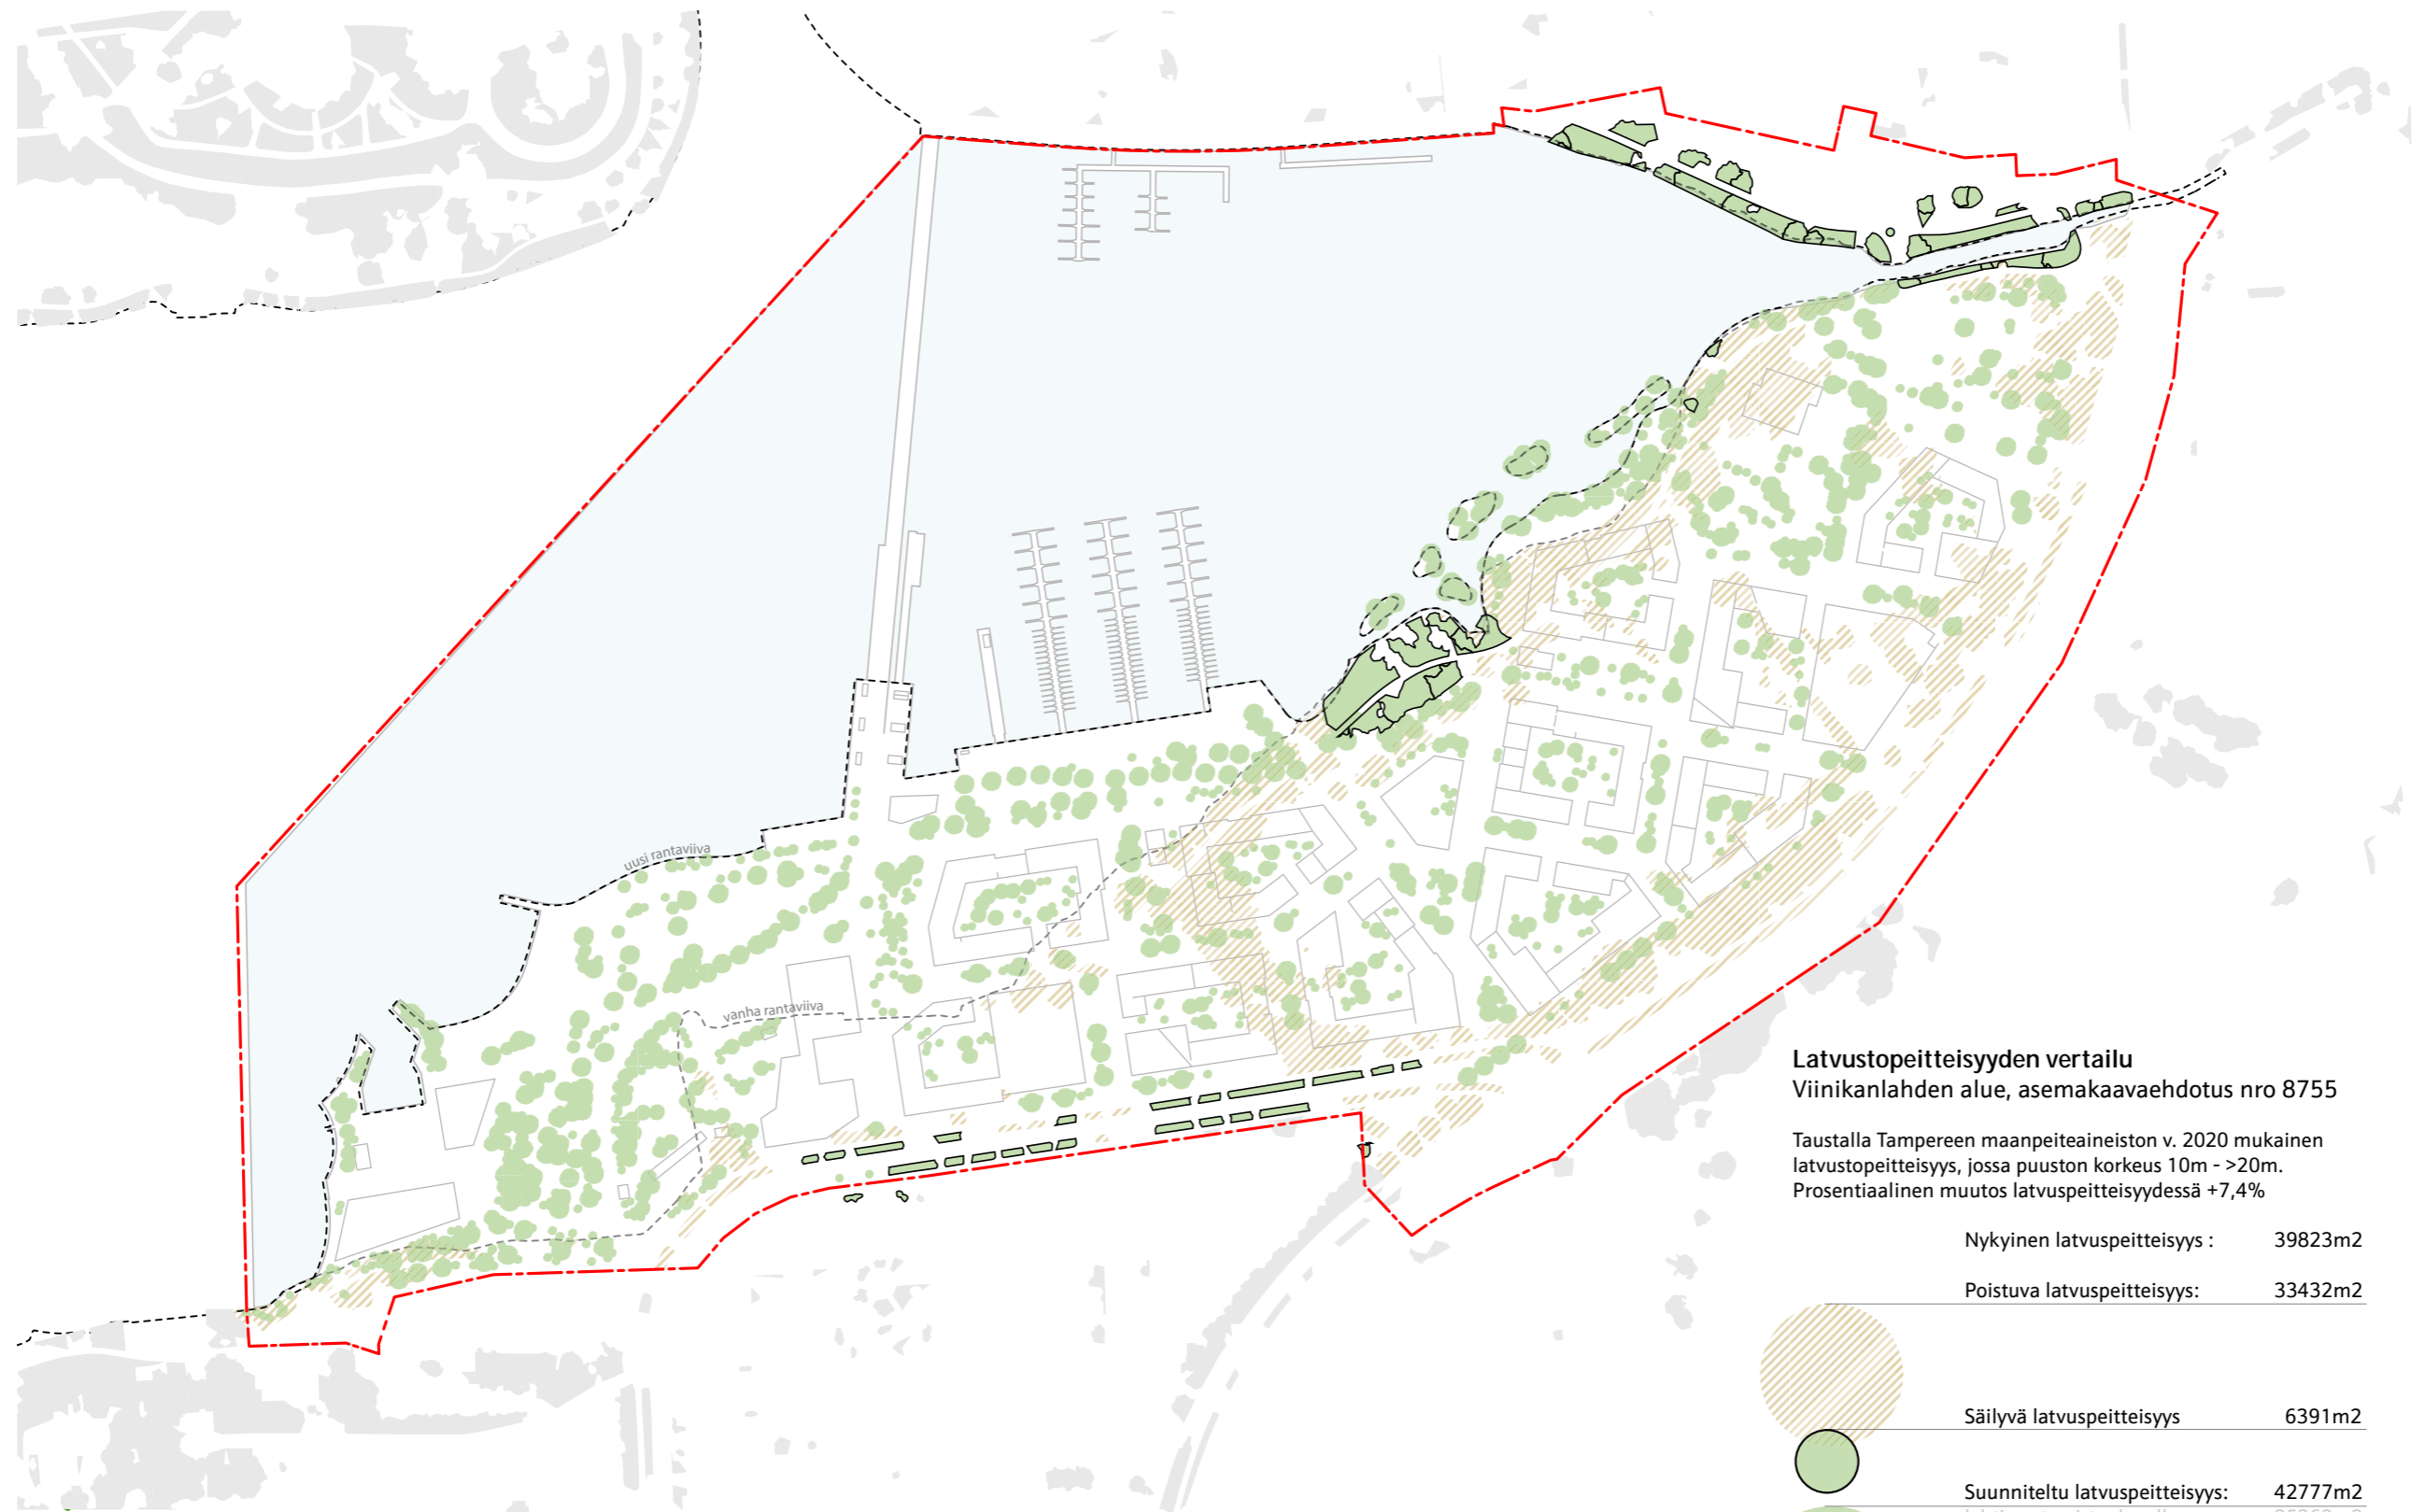 uusi rantaviiva
vanha rantaviiva
Latvustopeitteisyyden vertailu
Viinikanlahden alue, asemakaavaehdotus nro 8755
Taustalla Tampereen maanpeiteaineiston v. 2020 mukainen
latvustopeitteisyys, jossa puuston korkeus 10m - >20m.
Prosentiaalinen muutos latvuspeitteisyydessä +7,4%
Nykyinen latvuspeitteisyys : 39823m2
Poistuva latvuspeitteisyys: 33432m2
Säilyvä latvuspeitteisyys 6391m2
Suunniteltu latvuspeitteisyys: 42777m2